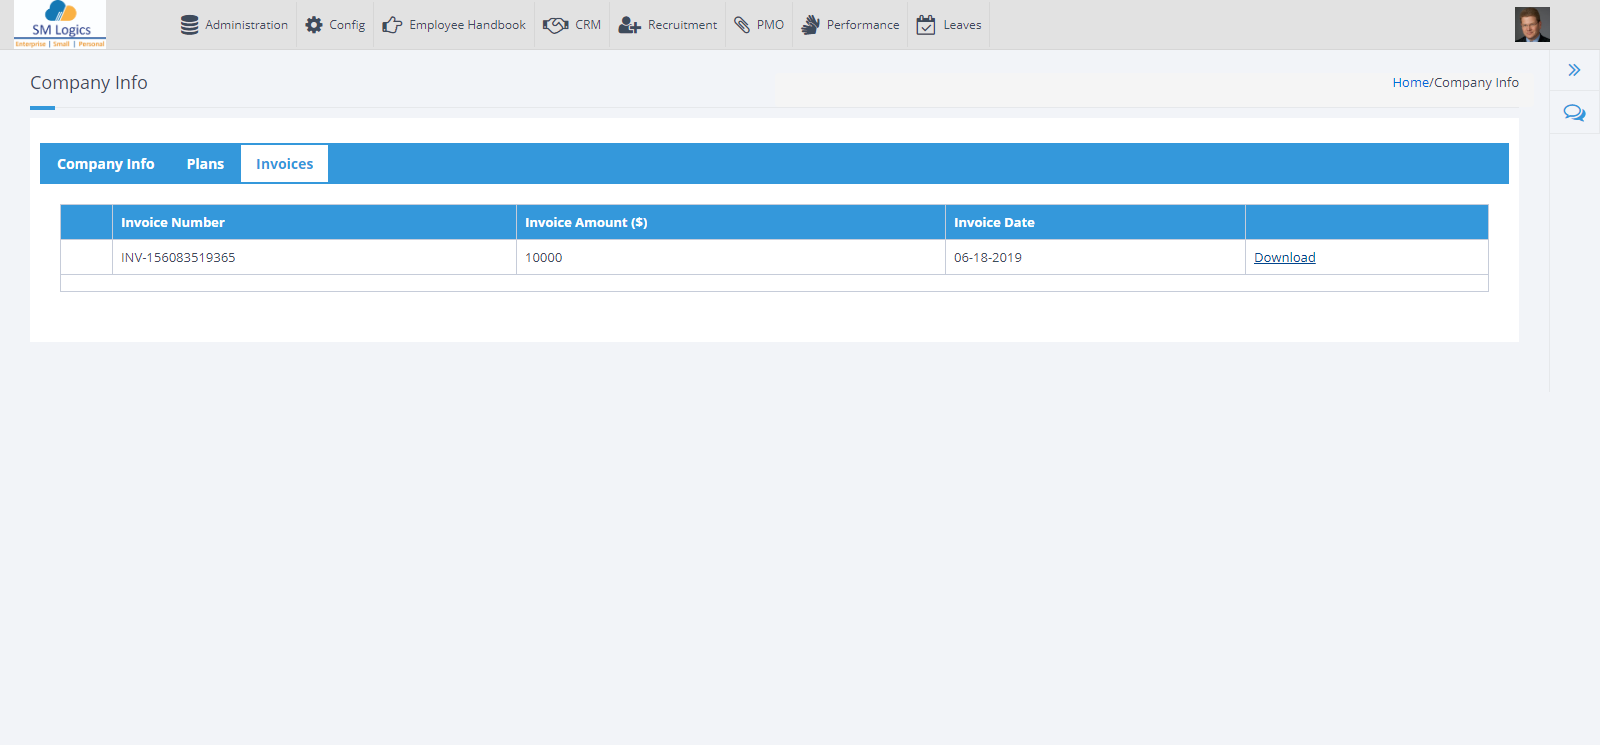 SM Logics
Enterprise | Small | Personal
Administration Config Employee Handbook CRM Recruitment PMO Performance Leaves
Company Info
Home/Company Info
Company Info Plans Invoices
Invoice Number Invoice Amount ($) Invoice Date
INV-156083519365 10000 06-18-2019 Download